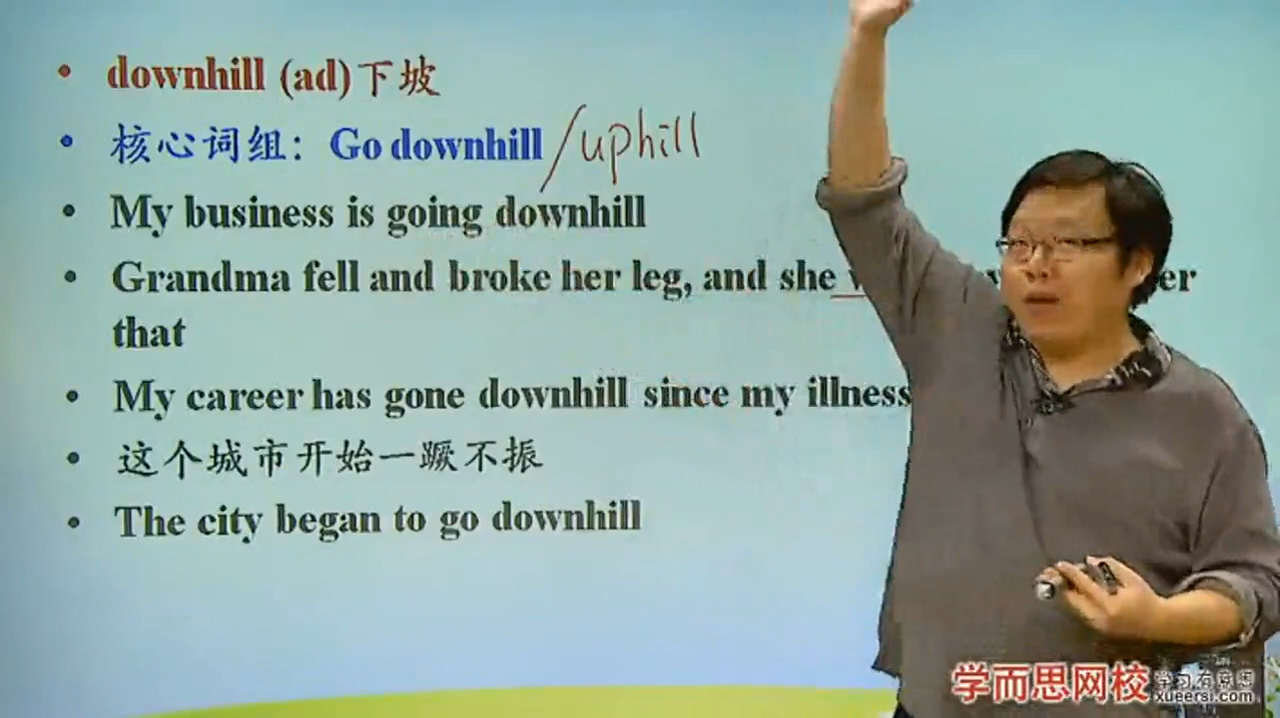 downhill (ad)下坡
核心词组：Go downhill /uphill
My business is going downhill
Grandma fell and broke her leg, and she
that
My career has gone downhill since my illness
这个城市开始一蹶不振
The city began to go downhill
学而思网校
xueersi.com